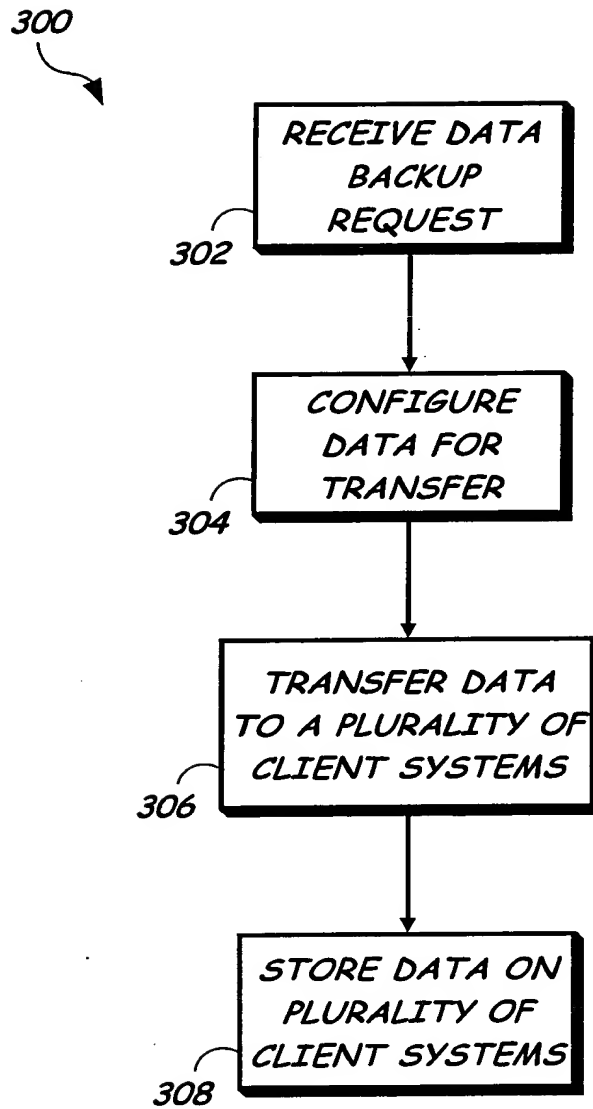 300
RECEIVE DATA
BACKUP
REQUEST
302
CONFIGURE
DATA FOR
TRANSFER
304
TRANSFER DATA
TO A PLURALITY OF
CLIENT SYSTEMS
306
STORE DATA ON
PLURALITY OF
CLIENT SYSTEMS
308